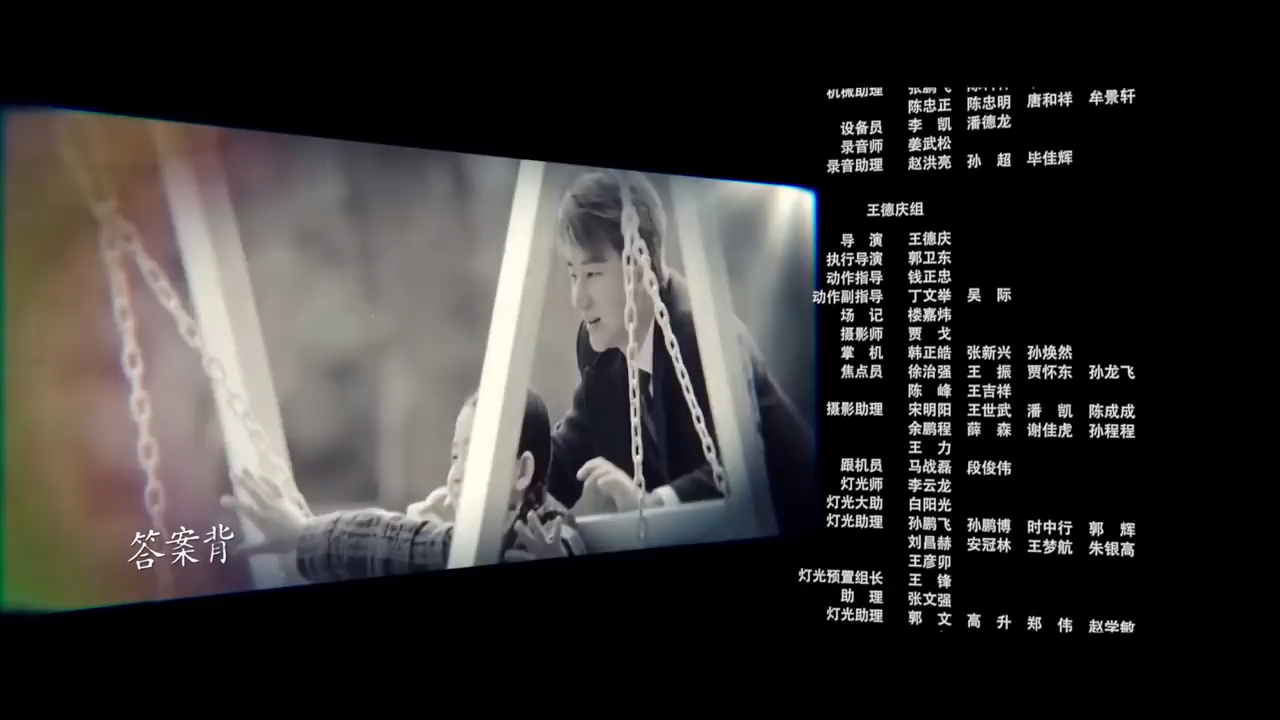 答案背
机械助理 张鹏飞
陈忠正 陈忠明 唐和祥 牟景轩
设备员 李 凯 潘德龙
录音师 姜武松
录音助理 赵洪亮 孙 超 毕佳辉
王德庆组
导 演 王德庆
执行导演 郭卫东
动作指导 钱正忠
动作副指导 丁文举 吴 际
场 记 楼嘉炜
摄影师 贾 戈
掌 机 韩正皓 张新兴 孙焕然
焦点员 徐治强 王 振 贾怀东 孙龙飞
陈 峰 王吉祥
摄影助理 宋明阳 王世武 潘 凯 陈成成
余鹏程 薛 森 谢佳虎 孙程程
王 力
跟机员 马战磊 段俊伟
灯光师 李云龙
灯光大助 白阳光
灯光助理 孙鹏飞 孙鹏博 时中行 郭 辉
刘昌赫 安冠林 王梦航 朱银高
王彦卯
灯光预置组长 王 锋
助 理 张文强
灯光助理 郭 文 高 升 郑 伟 赵学敏